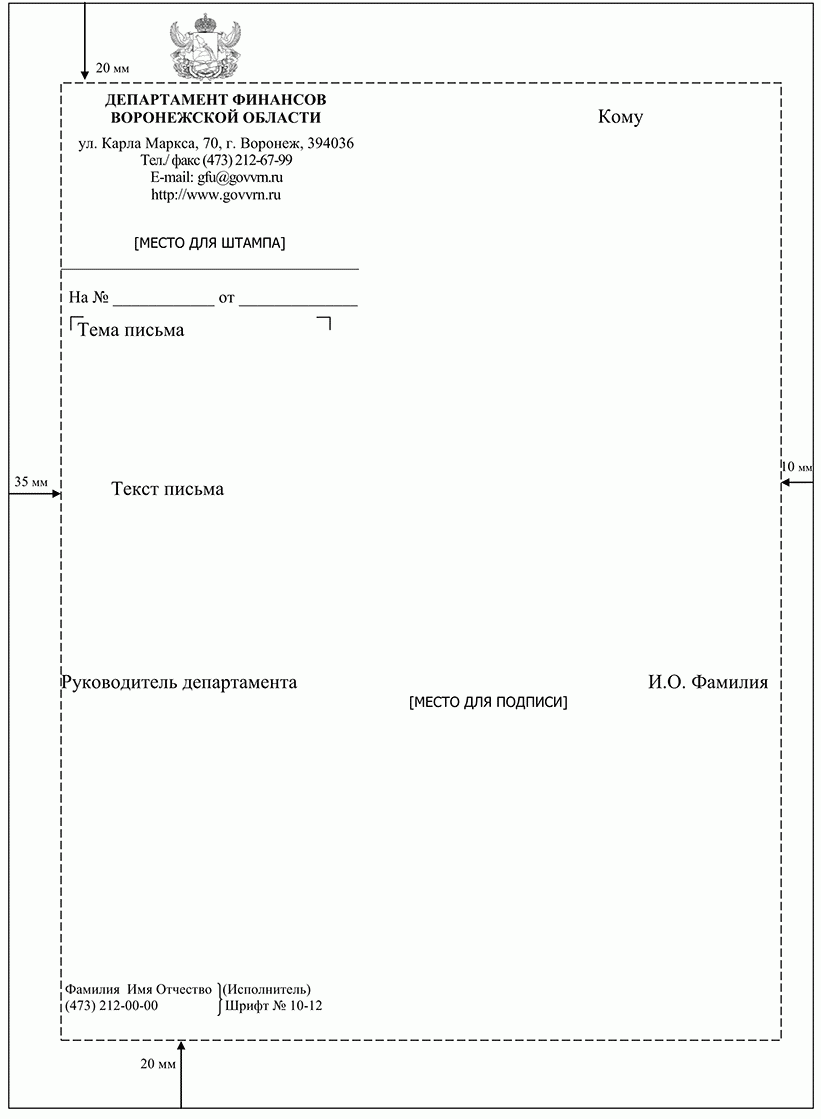 20 мм
ДЕПАРТАМЕНТ ФИНАНСОВ
ВОРОНЕЖСКОЙ ОБЛАСТИ
Кому
ул. Карла Маркса, 70, г. Воронеж, 394036
Тел./ факс (473) 212-67-99
E-mail: gfu@govvrn.ru
http://www.govvrn.ru
[МЕСТО ДЛЯ ШТАМПА]
На № ____________ от ______________
Тема письма
10 мм
35 мм
Текст письма
Руководитель департамента И.О. Фамилия
[МЕСТО ДЛЯ ПОДПИСИ]
Фамилия Имя Отчество (Исполнитель)
(473) 212-00-00 Шрифт № 10-12
20 мм